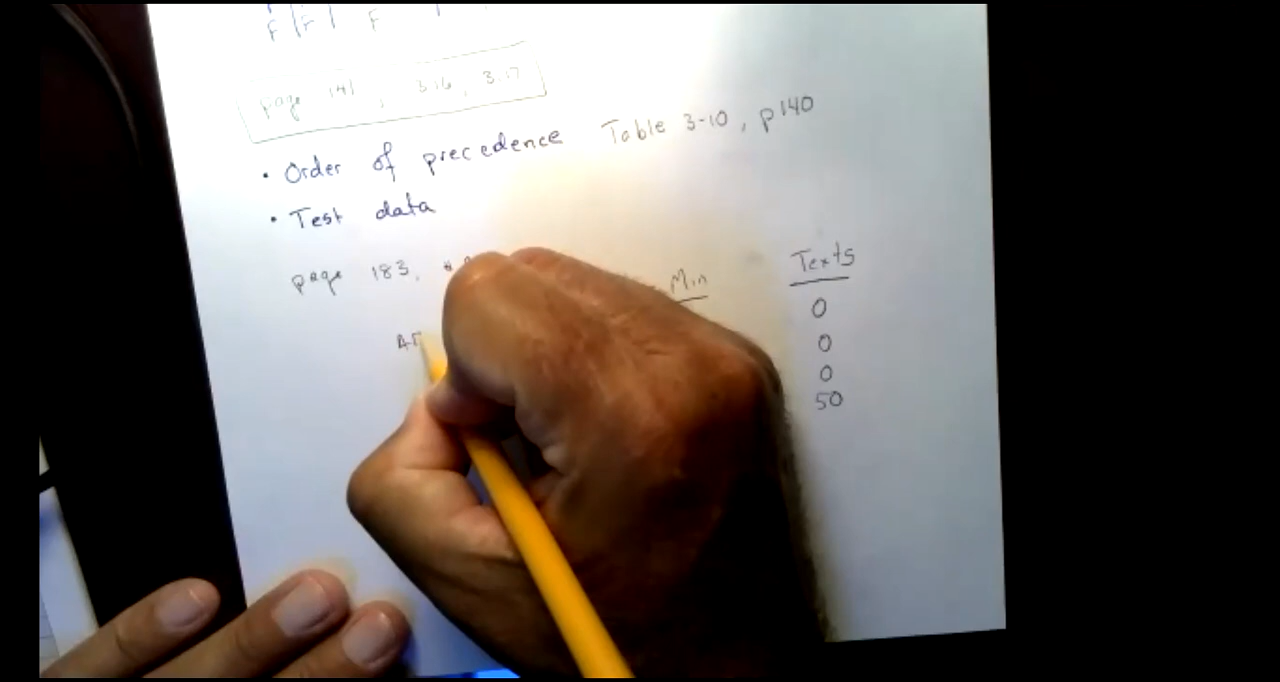 F F F
page 141, 3.16, 3.17
• Order of precedence Table 3-10, p140
• Test data
page 183, Min Texts
0
0
0
50